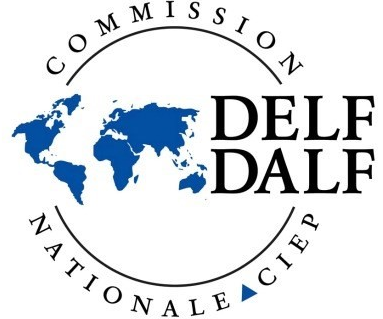 COMMISSION
DELF
DALF
NATIONALE CIEP